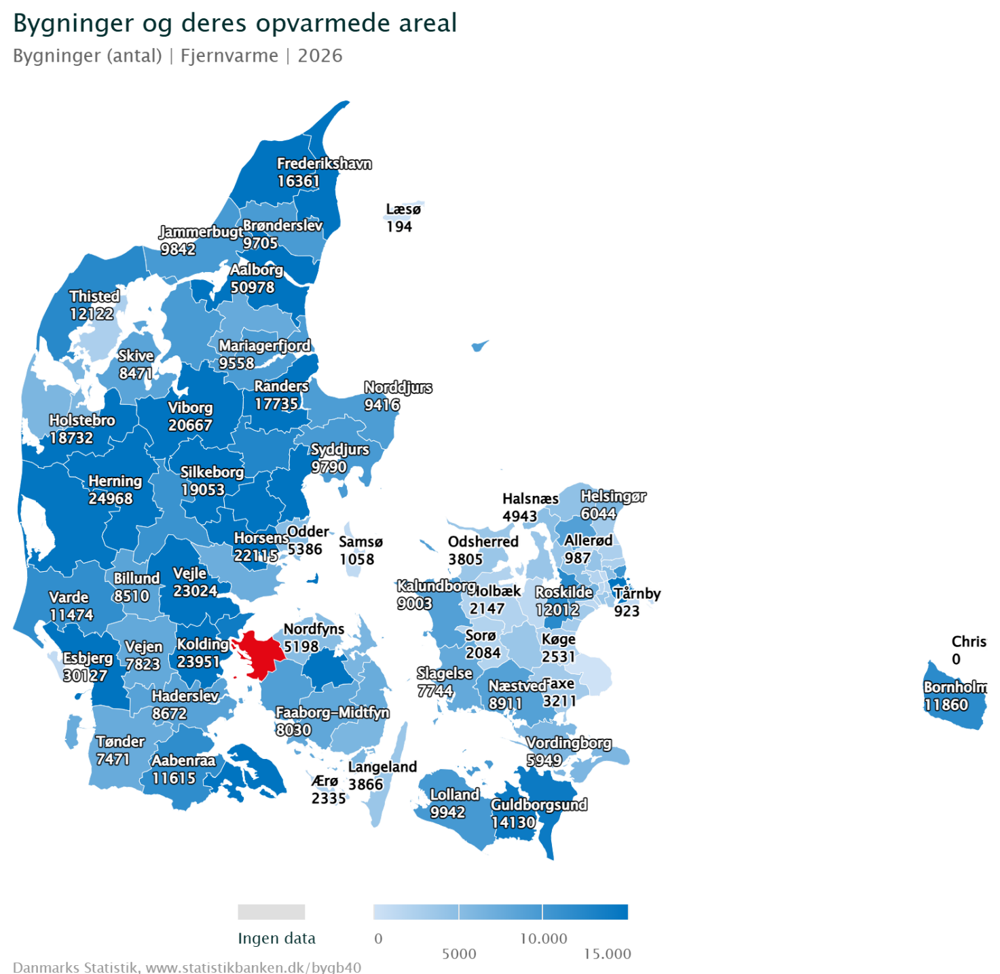 Bygninger og deres opvarmede areal
Bygninger (antal) | Fjernvarme | 2026
Frederikshavn
16361
Læsø
194
Brønderslev
9705
Jammerbugt
9842
Aalborg
50978
Thisted
12122
Mariagerfjord
9558
Skive
8471
Randers
17735
Norddjurs
9416
Viborg
20667
Holstebro
18732
Syddjurs
9790
Silkeborg
19053
Herning
24968
Halsnæs
4943
Helsingør
6044
Odder
5386
Horsens
22115
Samsø
1058
Odsherred
3805
Allerød
987
Vejle
23024
Billund
8510
Kalundborg
9003
Holbæk
2147
Roskilde
12012
Tårnby
923
Varde
11474
Nordfyns
5198
Sorø
2084
Køge
2531
Chris
0
Kolding
23951
Vejen
7823
Esbjerg
30127
Slagelse
7744
Næstved
8911
Faxe
3211
Bornholm
11860
Haderslev
8672
Faaborg-Midtfyn
8030
Tønder
7471
Vordingborg
5949
Aabenraa
11615
Langeland
3866
Ærø
2335
Lolland
9942
Guldborgsund
14130
Ingen data
0
5000
10.000
15.000
Danmarks Statistik, www.statistikbanken.dk/bygb40